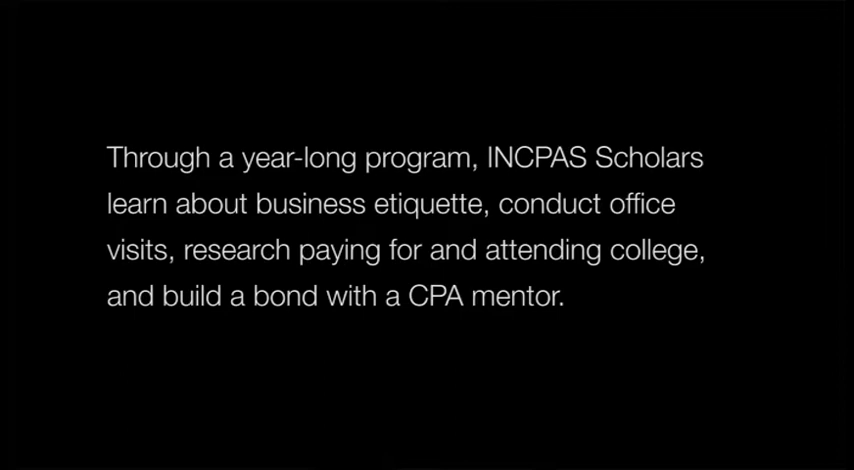 Through a year-long program, INCPAS Scholars
learn about business etiquette, conduct office
visits, research paying for and attending college,
and build a bond with a CPA mentor.